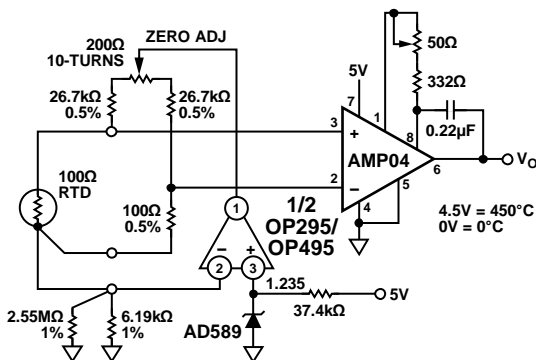 ZERO ADJ
200Ω
10-TURNS
26.7kΩ
0.5%
26.7kΩ
0.5%
50Ω
332Ω
5V
7
1
8
0.22µF
3
+
AMP04
6
VO
2
−
5
4
4.5V = 450°C
0V = 0°C
100Ω
RTD
100Ω
0.5%
1
1/2
OP295/
OP495
−
+
2
3
1.235
37.4kΩ
5V
AD589
2.55MΩ
1%
6.19kΩ
1%